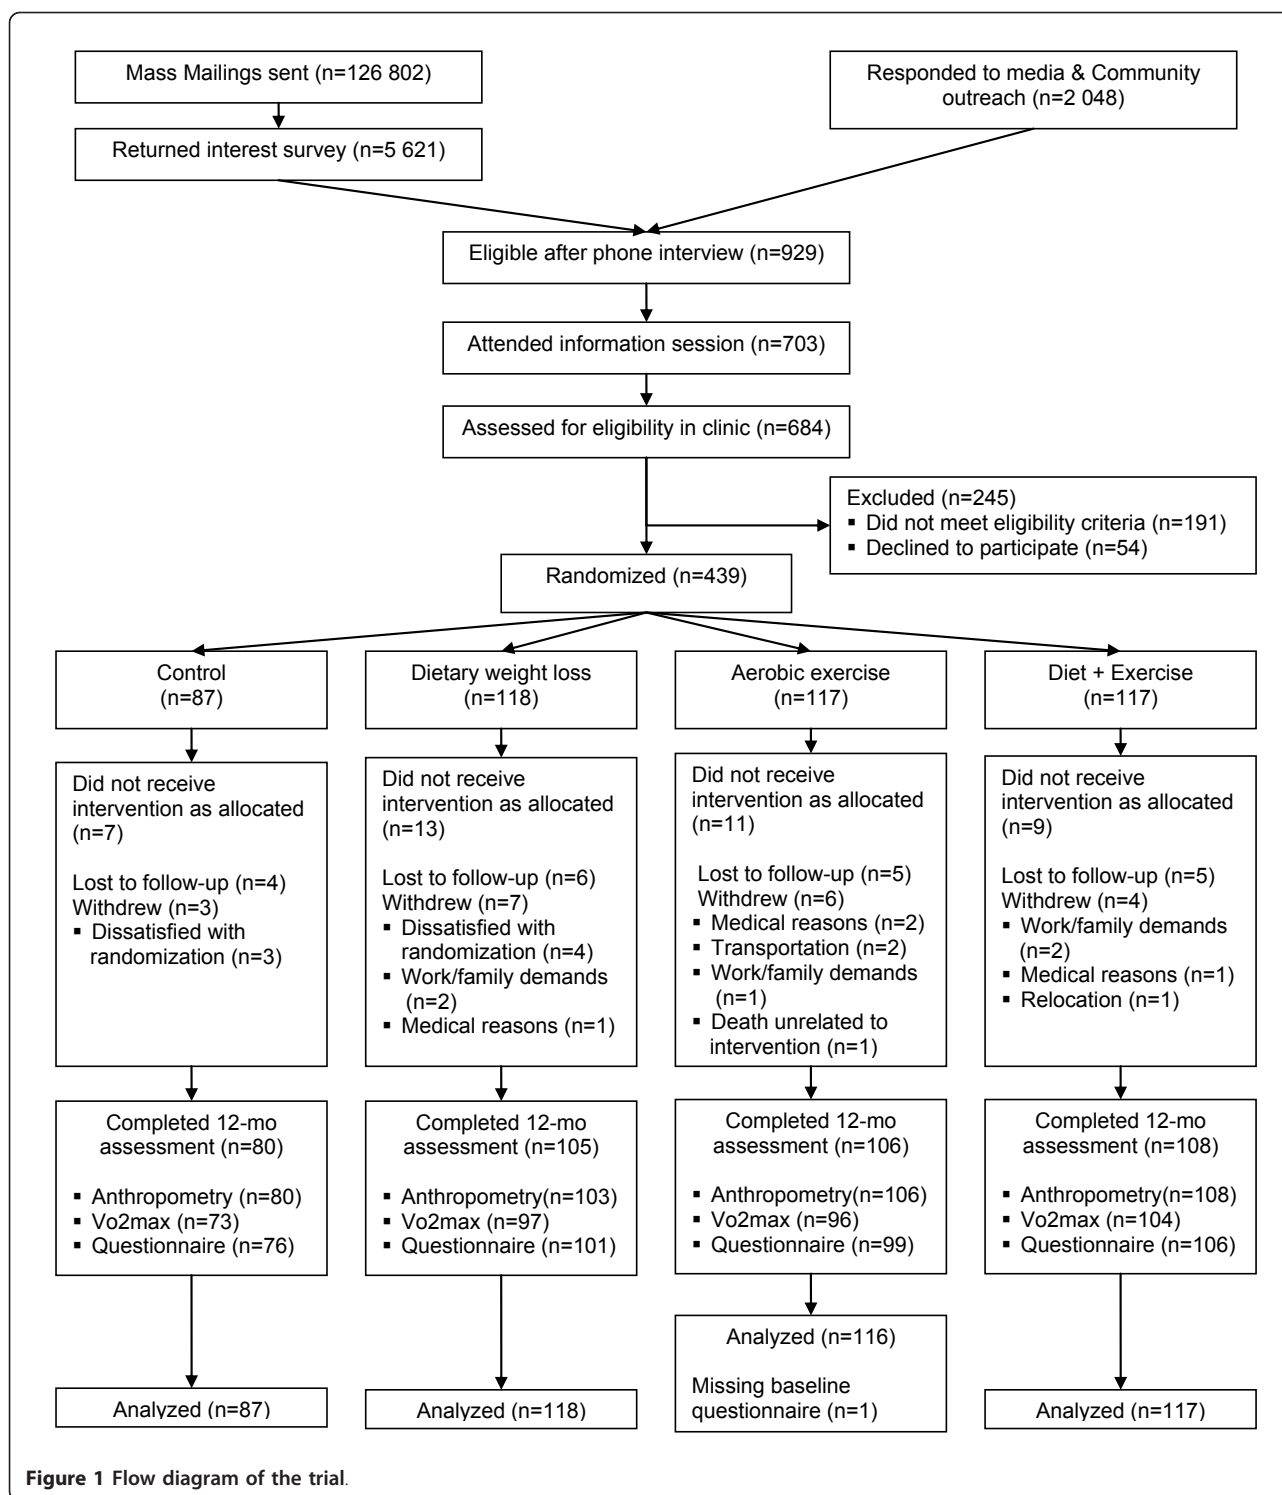 Mass Mailings sent (n=126 802)
Responded to media & Community
outreach (n=2 048)
Returned interest survey (n=5 621)
Eligible after phone interview (n=929)
Attended information session (n=703)
Assessed for eligibility in clinic (n=684)
Excluded (n=245)
▪ Did not meet eligibility criteria (n=191)
▪ Declined to participate (n=54)
Randomized (n=439)
Control
(n=87)
Dietary weight loss
(n=118)
Aerobic exercise
(n=117)
Diet + Exercise
(n=117)
Did not receive
intervention as allocated
(n=7)
Lost to follow-up (n=4)
Withdrew (n=3)
▪ Dissatisfied with
randomization (n=3)
Did not receive
intervention as allocated
(n=13)
Lost to follow-up (n=6)
Withdrew (n=7)
▪ Dissatisfied with
randomization (n=4)
▪ Work/family demands
(n=2)
▪ Medical reasons (n=1)
Did not receive
intervention as allocated
(n=11)
Lost to follow-up (n=5)
Withdrew (n=6)
▪ Medical reasons (n=2)
▪ Transportation (n=2)
▪ Work/family demands
(n=1)
▪ Death unrelated to
intervention (n=1)
Did not receive
intervention as allocated
(n=9)
Lost to follow-up (n=5)
Withdrew (n=4)
▪ Work/family demands
(n=2)
▪ Medical reasons (n=1)
▪ Relocation (n=1)
Completed 12-mo
assessment (n=80)
▪ Anthropometry (n=80)
▪ Vo2max (n=73)
▪ Questionnaire (n=76)
Completed 12-mo
assessment (n=105)
▪ Anthropometry(n=103)
▪ Vo2max (n=97)
▪ Questionnaire (n=101)
Completed 12-mo
assessment (n=106)
▪ Anthropometry(n=106)
▪ Vo2max (n=96)
▪ Questionnaire (n=99)
Completed 12-mo
assessment (n=108)
▪ Anthropometry(n=108)
▪ Vo2max (n=104)
▪ Questionnaire (n=106)
Analyzed (n=87)
Analyzed (n=118)
Analyzed (n=116)
Missing baseline
questionnaire (n=1)
Analyzed (n=117)
Figure 1 Flow diagram of the trial.